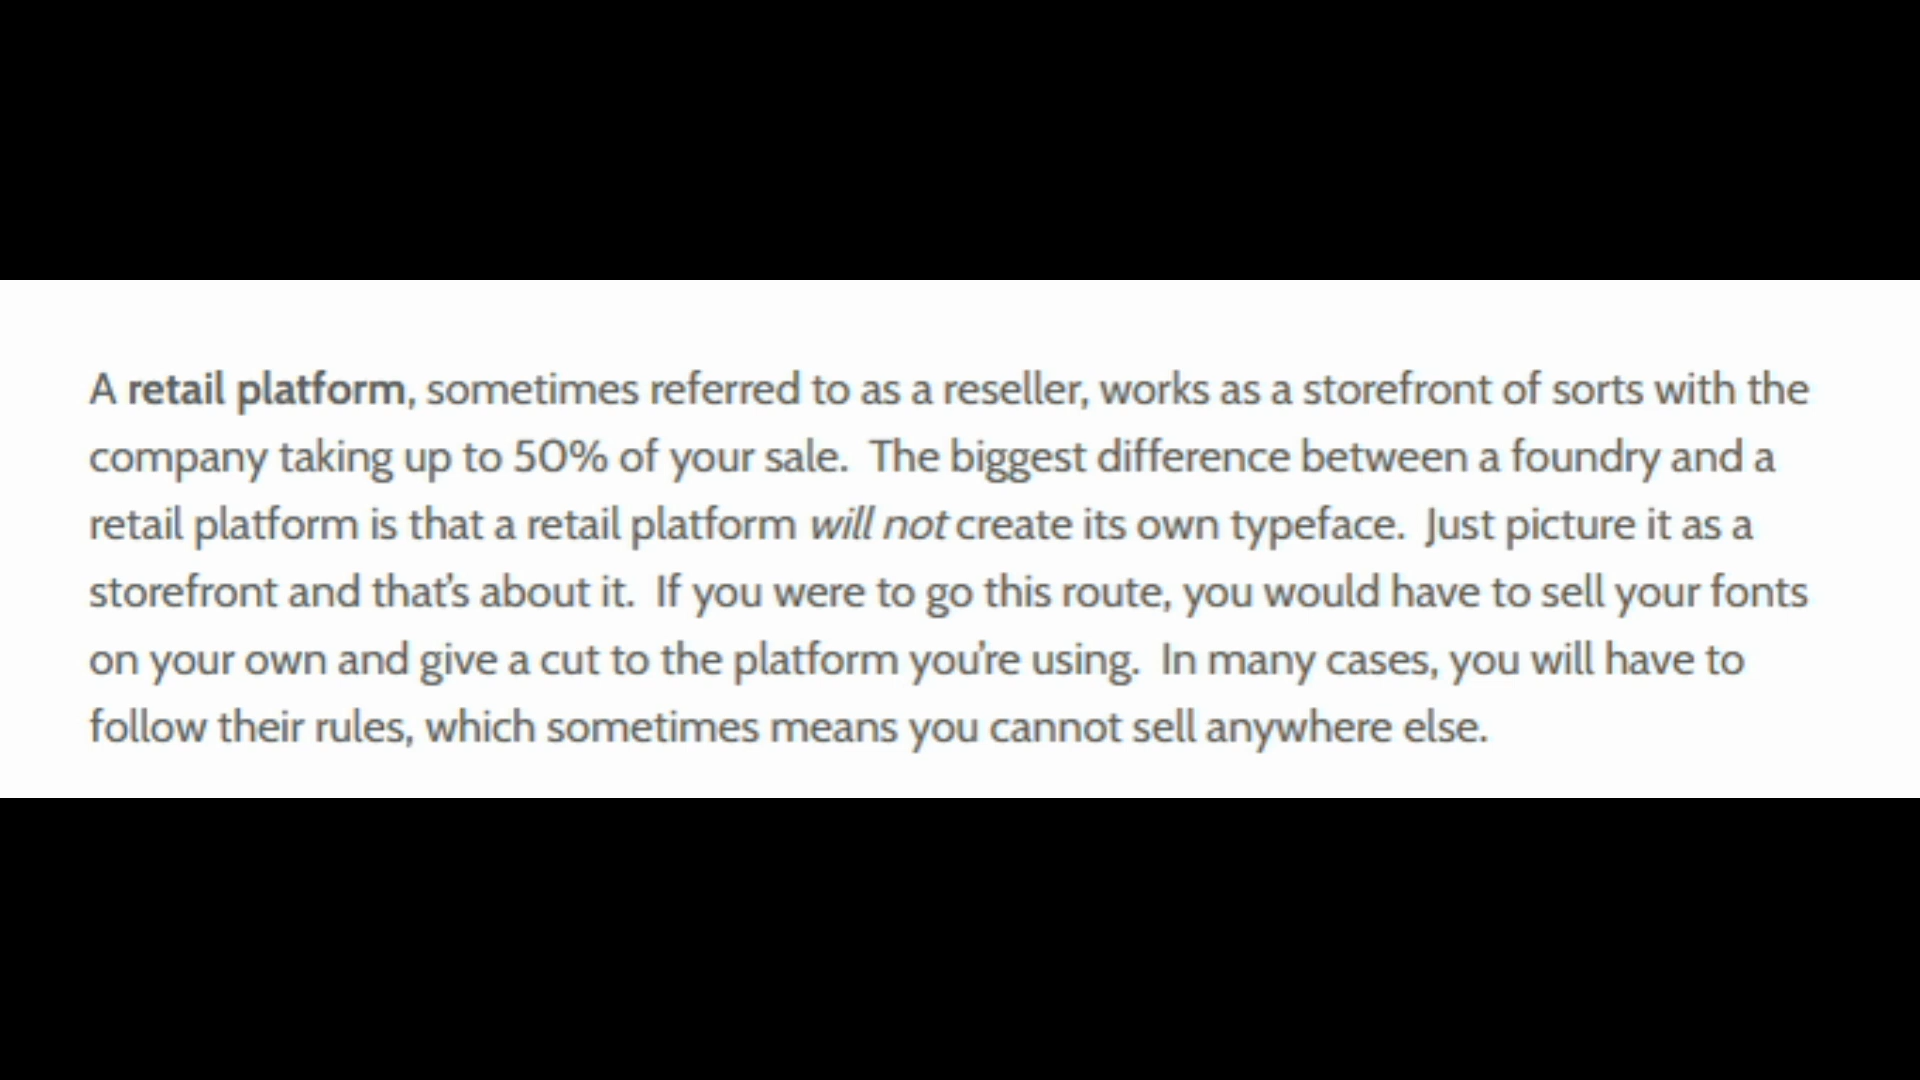 A retail platform, sometimes referred to as a reseller, works as a storefront of sorts with the
company taking up to 50% of your sale.  The biggest difference between a foundry and a
retail platform is that a retail platform will not create its own typeface.  Just picture it as a
storefront and that’s about it.  If you were to go this route, you would have to sell your fonts
on your own and give a cut to the platform you’re using.  In many cases, you will have to
follow their rules, which sometimes means you cannot sell anywhere else.